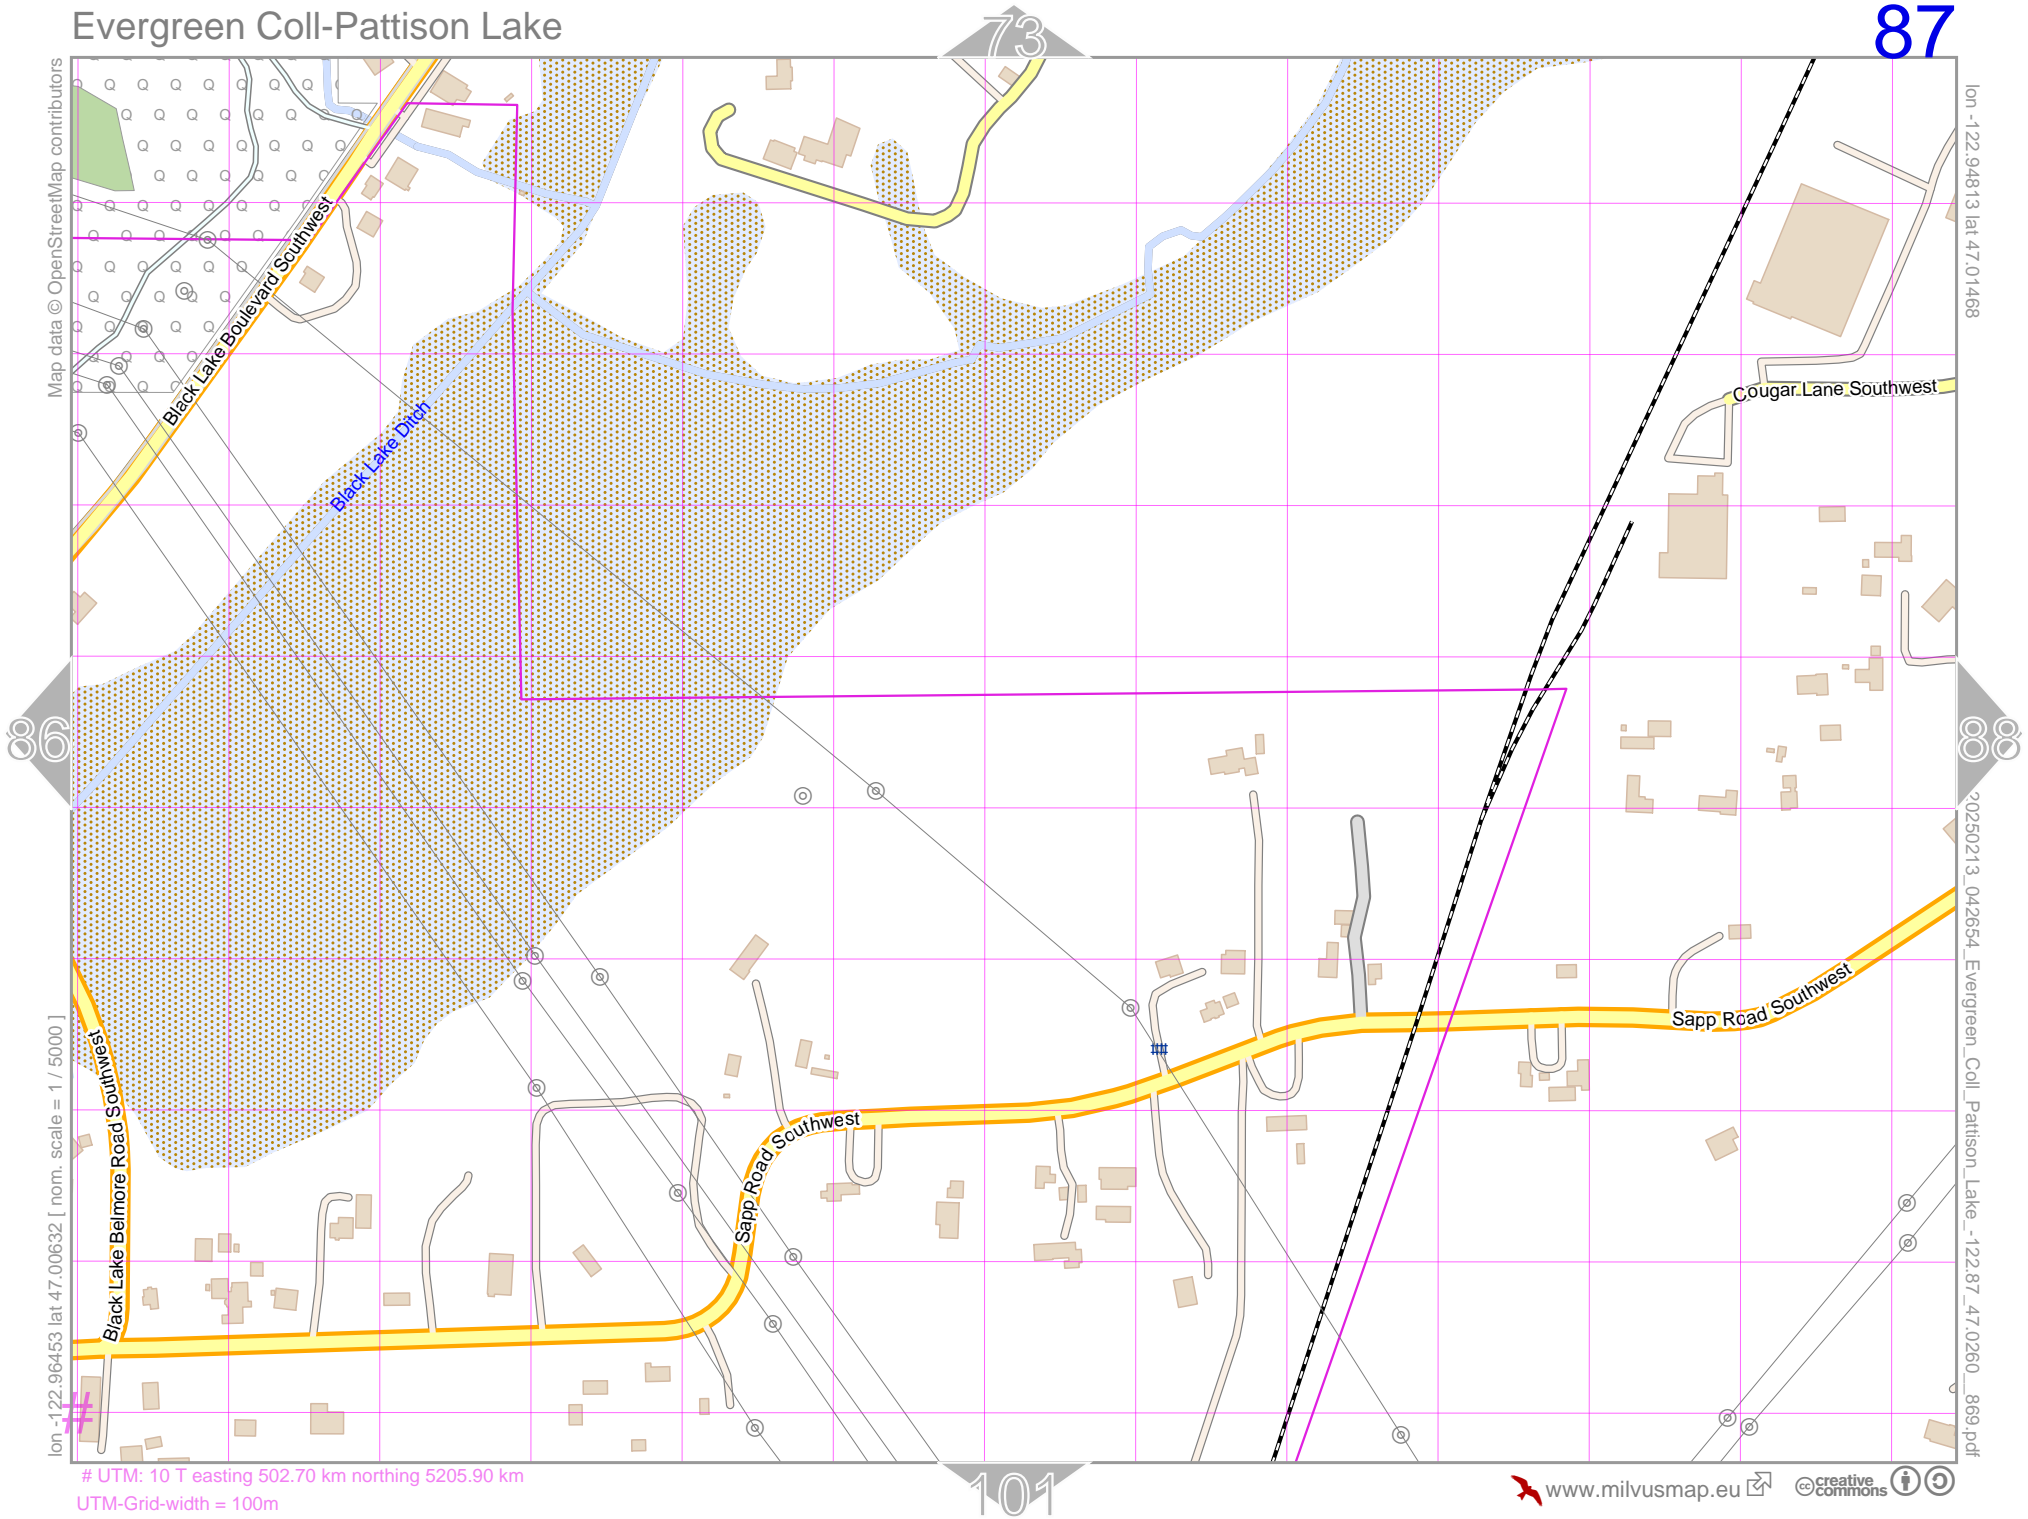 Evergreen Coll-Pattison Lake
73
87
Map data © OpenStreetMap contributors
lon -122.94813 lat 47.01468
Black Lake Boulevard Southwest
Cougar Lane Southwest
Black Lake Ditch
86
88
Sapp Road Southwest
Black Lake Belmore Road Southwest
Sapp Road Southwest
lon -122.96453 lat 47.00632 [ nom. scale = 1 / 5000 ]
20250213_042654_Evergreen_Coll_Pattison_Lake_-122.87_47.0260__869.pdf
#
# UTM: 10 T easting 502.70 km northing 5205.90 km
UTM-Grid-width = 100m
101
www.milvusmap.eu
cc creative commons